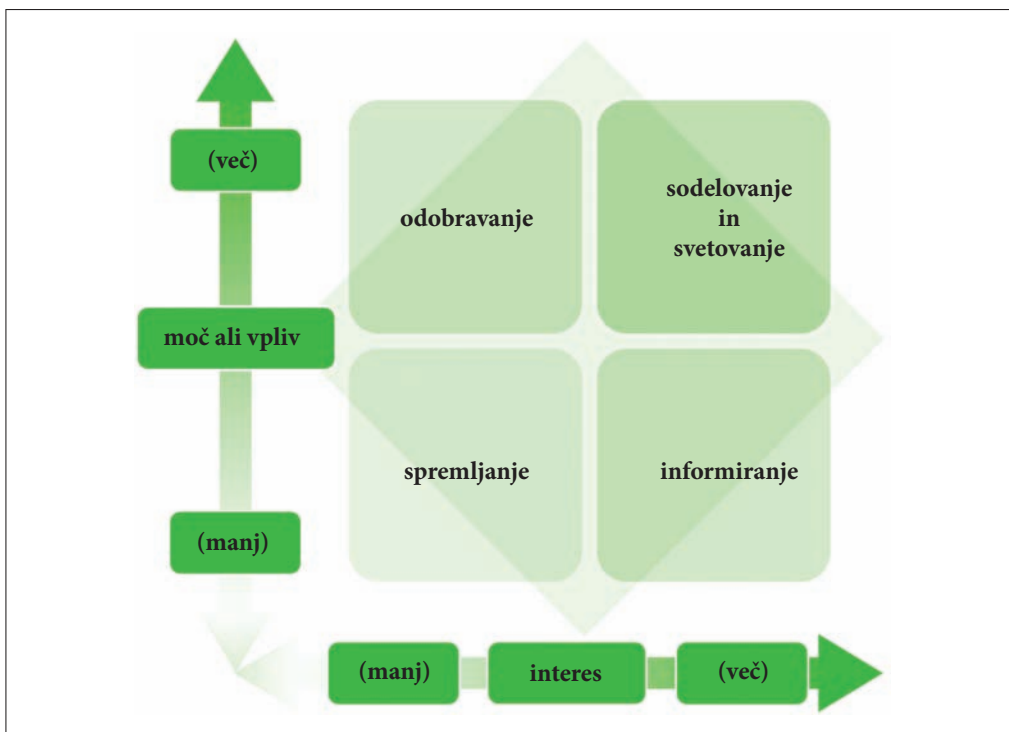 (več)
odobravanje
sodelovanje
in
svetovanje
moč ali vpliv
spremljanje
informiranje
(manj)
(manj)
interes
(več)